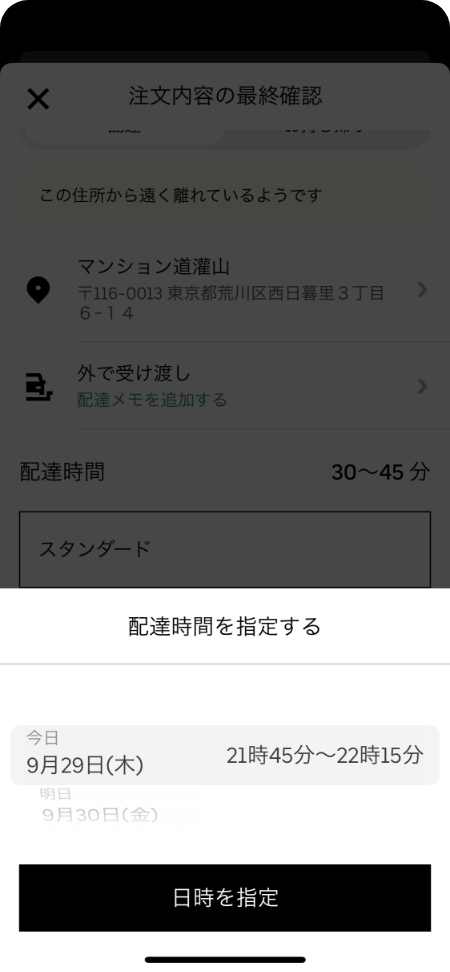 注文内容の最終確認
配達
この住所から遠く離れているようです
マンション道灌山
〒116-0013 東京都荒川区西日暮里３丁目
６−１４
外で受け渡し
配達メモを追加する
配達時間
30〜45 分
スタンダード
配達時間を指定する
今日
9月29日(木)
21時45分〜22時15分
明日
9月30日(金)
日時を指定